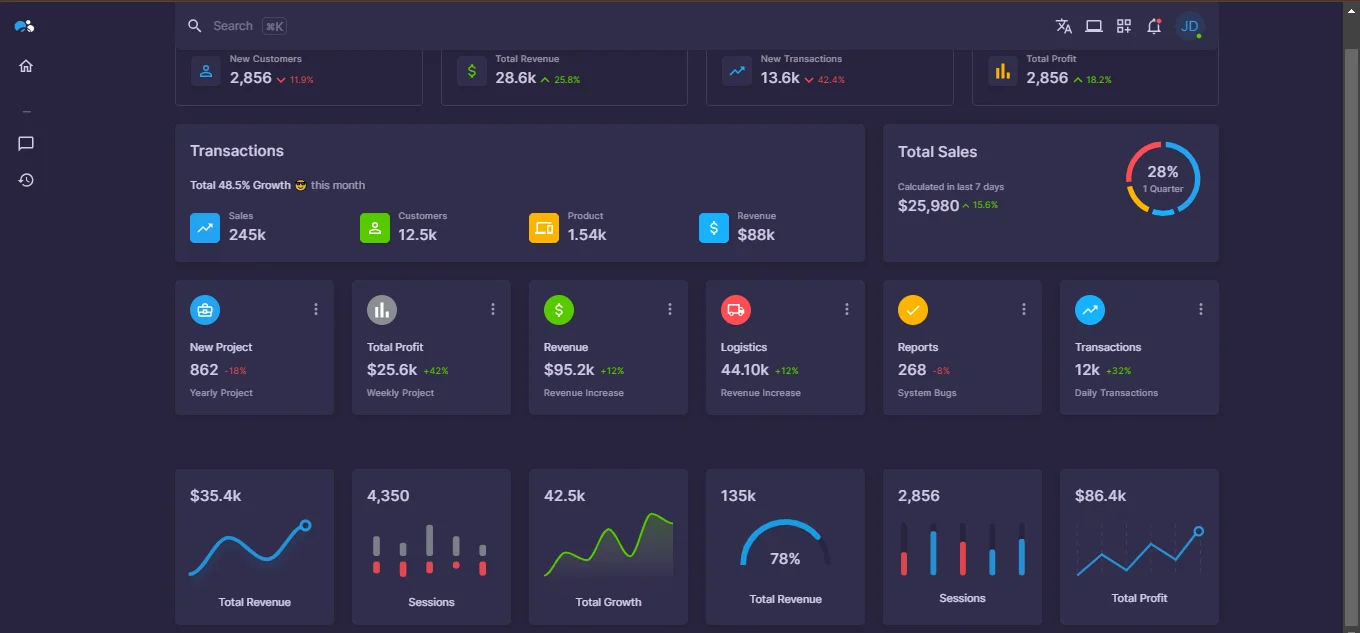 Search ⌘K
JD
New Customers
2,856 11.9%
Total Revenue
28.6k 25.8%
New Transactions
13.6k 42.4%
Total Profit
2,856 18.2%
Transactions
Total 48.5% Growth 😎 this month
Sales
245k
Customers
12.5k
Product
1.54k
Revenue
$88k
Total Sales
Calculated in last 7 days
$25,980 15.6%
28%
1 Quarter
New Project
862 -18%
Yearly Project
Total Profit
$25.6k +42%
Weekly Project
Revenue
$95.2k +12%
Revenue Increase
Logistics
44.10k +12%
Revenue Increase
Reports
268 -8%
System Bugs
Transactions
12k +32%
Daily Transactions
$35.4k
Total Revenue
4,350
Sessions
42.5k
Total Growth
135k
78%
Total Revenue
2,856
Sessions
$86.4k
Total Profit